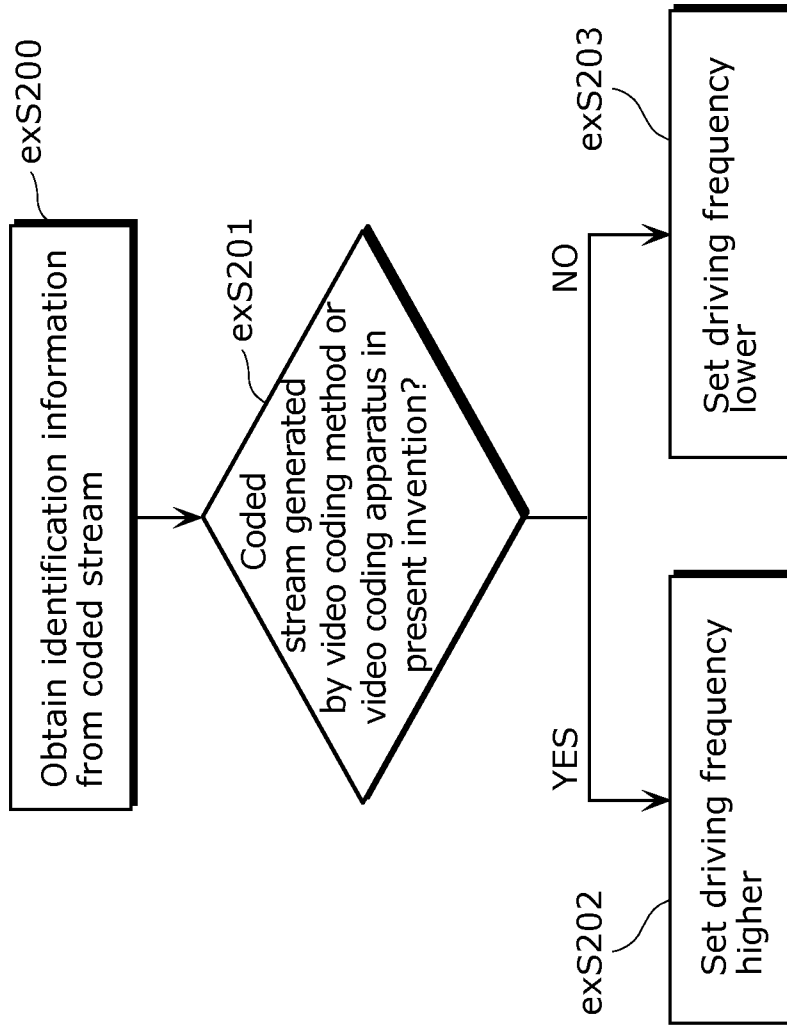 exS200
Obtain identification information
from coded stream
exS201
Coded
stream generated
by video coding method or
video coding apparatus in
present invention?
YES
NO
exS202
exS203
Set driving frequency
higher
Set driving frequency
lower